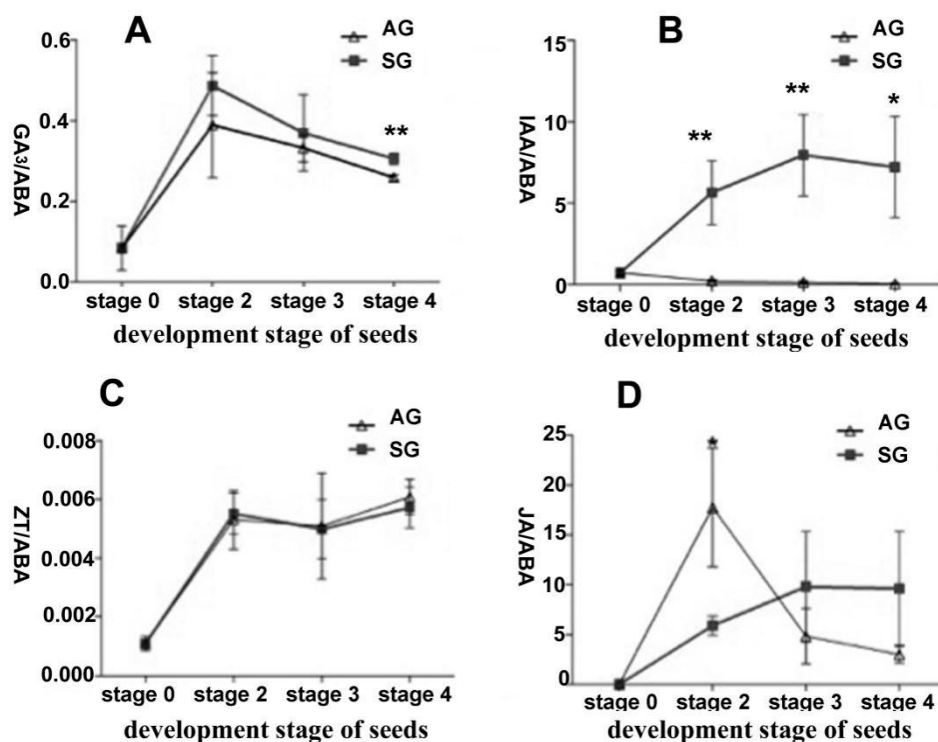 A
AG
SG
0.6
0.4
0.2
0.0
GA3/ABA
**
stage 0 stage 2 stage 3 stage 4
development stage of seeds
B
AG
SG
15
10
5
0
IAA/ABA
** ** *
stage 0 stage 2 stage 3 stage 4
development stage of seeds
C
AG
SG
0.008
0.006
0.004
0.002
0.000
ZT/ABA
stage 0 stage 2 stage 3 stage 4
development stage of seeds
D
AG
SG
25
20
15
10
5
0
JA/ABA
*
stage 0 stage 2 stage 3 stage 4
development stage of seeds